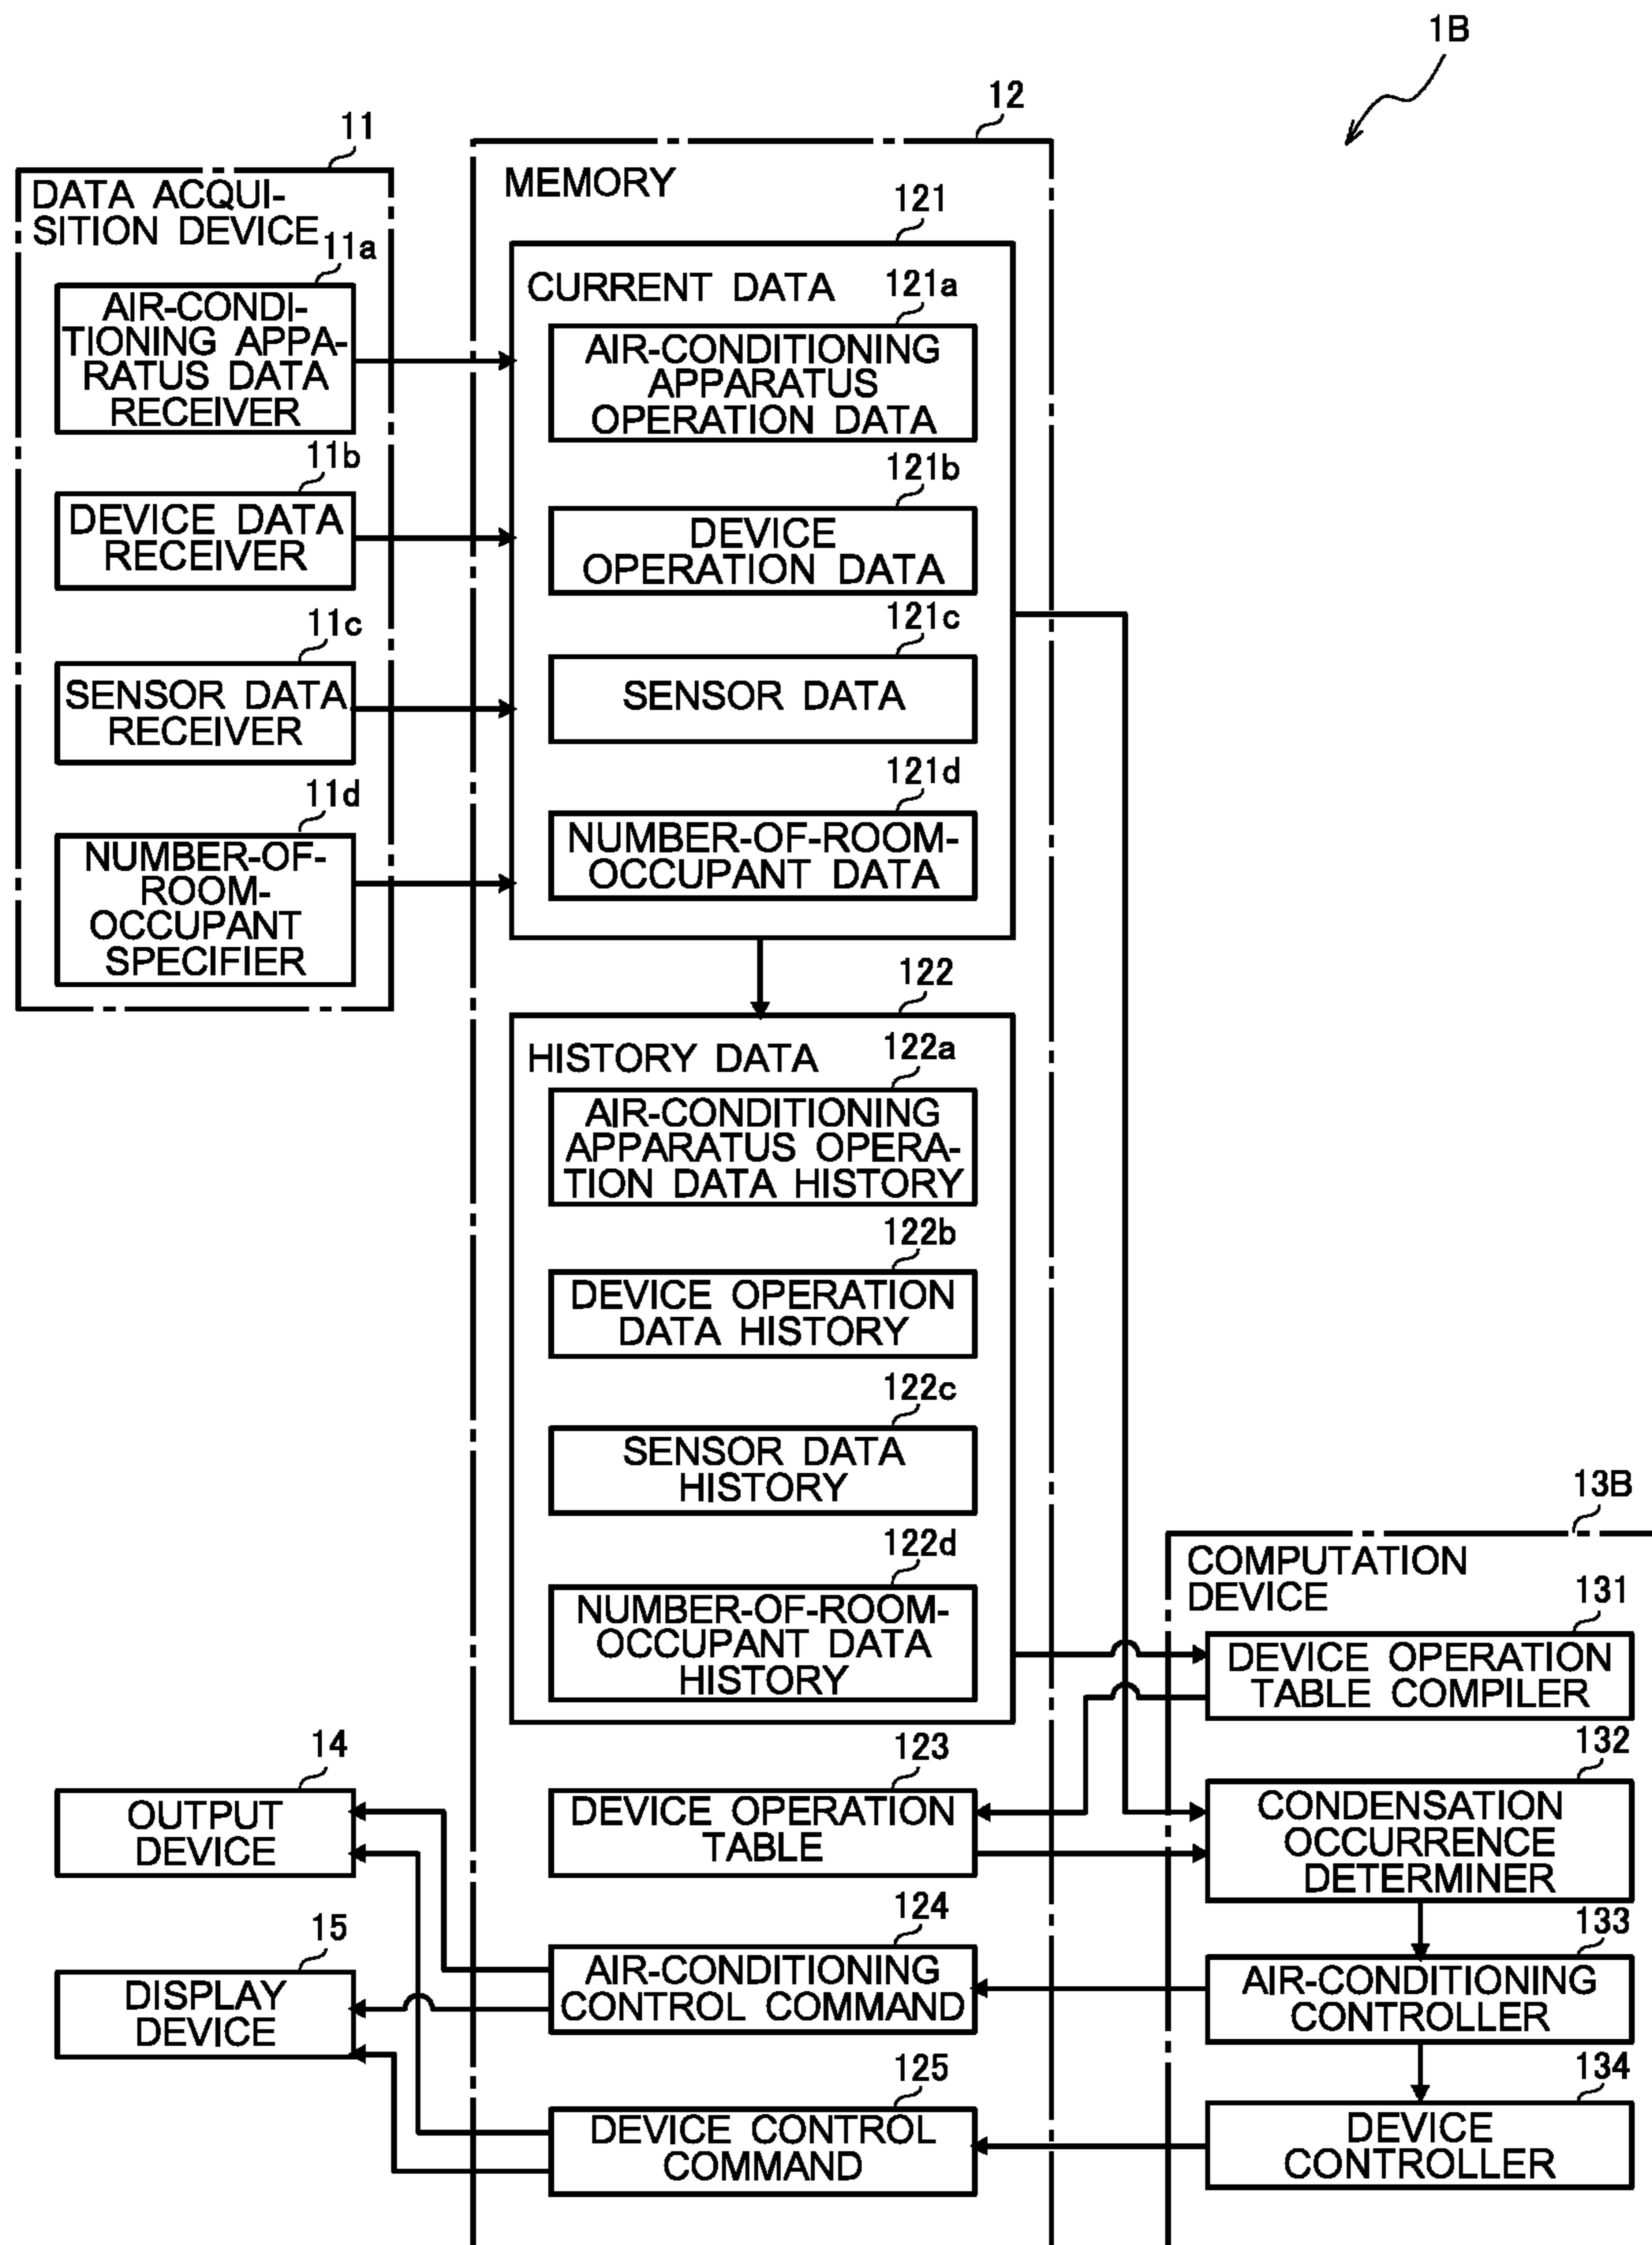 1B
11
DATA ACQUI-
SITION DEVICE
11a
AIR-CONDI-
TIONING APPA-
RATUS DATA
RECEIVER
11b
DEVICE DATA
RECEIVER
11c
SENSOR DATA
RECEIVER
11d
NUMBER-OF-
ROOM-
OCCUPANT
SPECIFIER
12
MEMORY
121
CURRENT DATA
121a
AIR-CONDITIONING
APPARATUS
OPERATION DATA
121b
DEVICE
OPERATION DATA
121c
SENSOR DATA
121d
NUMBER-OF-ROOM-
OCCUPANT DATA
122
HISTORY DATA
122a
AIR-CONDITIONING
APPARATUS OPERA-
TION DATA HISTORY
122b
DEVICE OPERATION
DATA HISTORY
122c
SENSOR DATA
HISTORY
122d
NUMBER-OF-ROOM-
OCCUPANT DATA
HISTORY
123
DEVICE OPERATION
TABLE
124
AIR-CONDITIONING
CONTROL COMMAND
125
DEVICE CONTROL
COMMAND
13B
COMPUTATION
DEVICE
131
DEVICE OPERATION
TABLE COMPILER
132
CONDENSATION
OCCURRENCE
DETERMINER
133
AIR-CONDITIONING
CONTROLLER
134
DEVICE
CONTROLLER
14
OUTPUT
DEVICE
15
DISPLAY
DEVICE